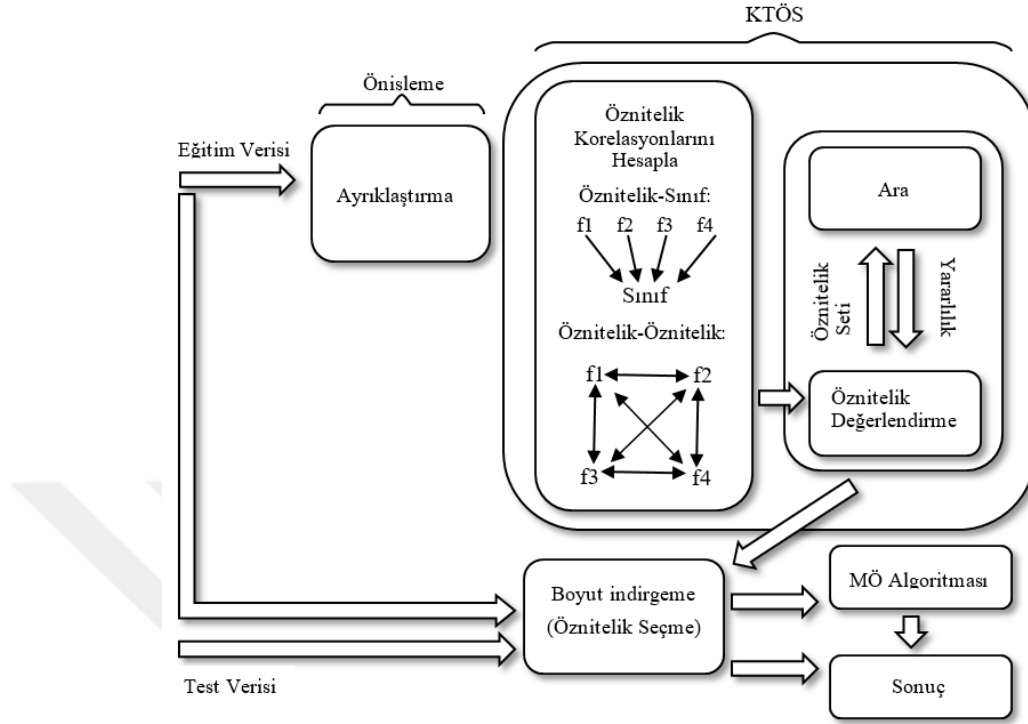 KTÖS
Önisleme
Eğitim Verisi
Ayrıklaştırma
Öznitelik
Korelasyonlarını
Hesapla
Öznitelik-Sınıf:
f1 f2 f3 f4
Sınıf
Öznitelik-Öznitelik:
f1 f2
f3 f4
Ara
Öznitelik
Seti
Yararlılık
Öznitelik
Değerlendirme
Boyut indirgeme
(Öznitelik Seçme)
MÖ Algoritması
Sonuç
Test Verisi